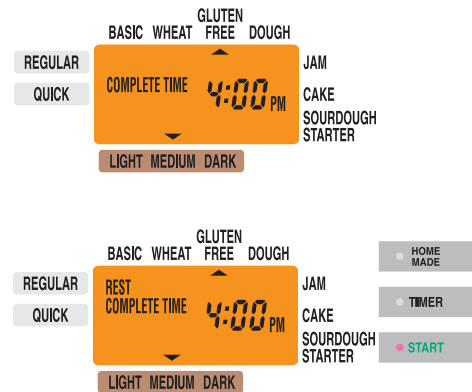 GLUTEN
BASIC WHEAT FREE DOUGH
REGULAR
JAM
COMPLETE TIME 4:00 PM
QUICK
CAKE
SOURDOUGH
STARTER
LIGHT MEDIUM DARK
GLUTEN
BASIC WHEAT FREE DOUGH
HOME
MADE
REGULAR
JAM
REST
COMPLETE TIME 4:00 PM
TIMER
QUICK
CAKE
SOURDOUGH
STARTER
START
LIGHT MEDIUM DARK